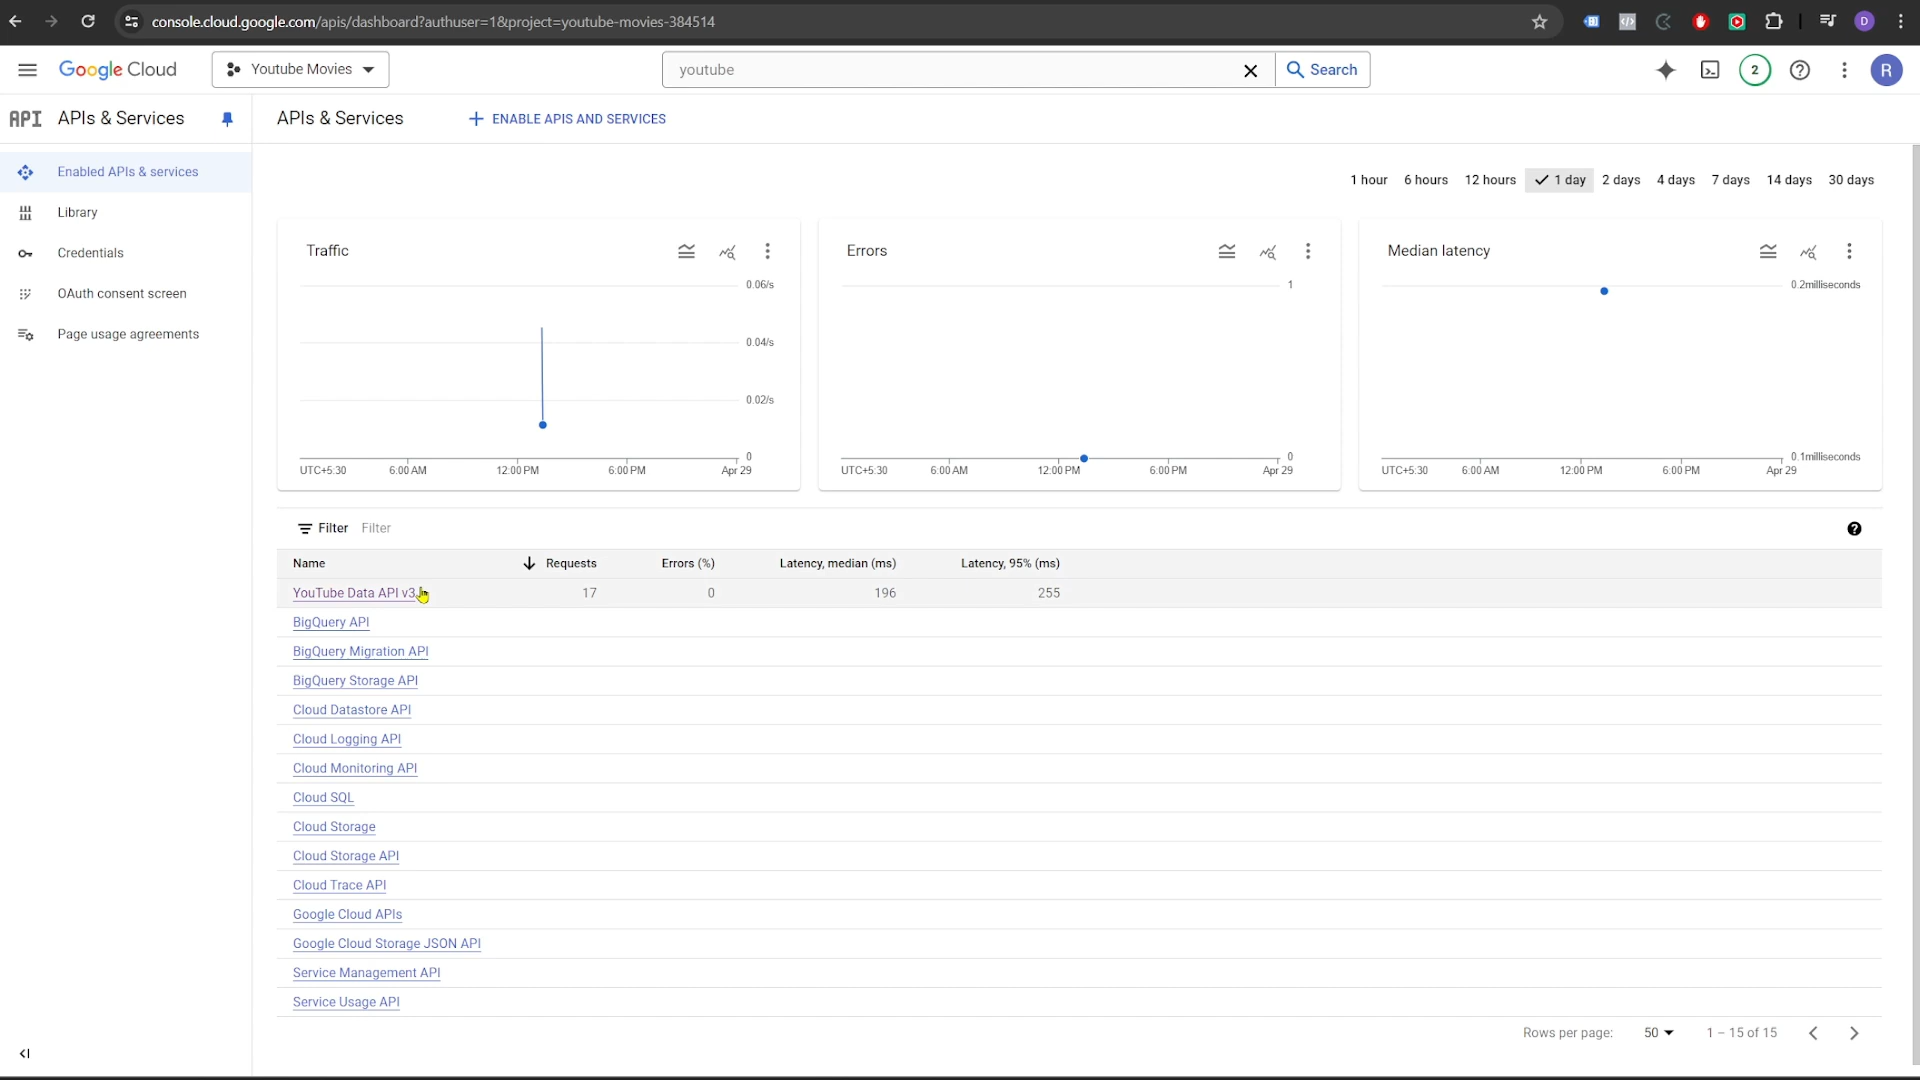 console.cloud.google.com/apis/dashboard?authuser=1&project=youtube-movies-384514
D
Google Cloud
Youtube Movies
youtube
Search
2
R
API APIs & Services
APIs & Services
ENABLE APIS AND SERVICES
Enabled APIs & services
Library
Credentials
OAuth consent screen
Page usage agreements
1 hour 6 hours 12 hours 1 day 2 days 4 days 7 days 14 days 30 days
Traffic
0.06/s
0.04/s
0.02/s
0
UTC+5:30 6:00 AM 12:00 PM 6:00 PM Apr 29
Errors
1
0
UTC+5:30 6:00 AM 12:00 PM 6:00 PM Apr 29
Median latency
0.2milliseconds
0.1milliseconds
UTC+5:30 6:00 AM 12:00 PM 6:00 PM Apr 29
Filter Filter
Name Requests Errors (%) Latency, median (ms) Latency, 95% (ms)
YouTube Data API v3 17 0 196 255
BigQuery API
BigQuery Migration API
BigQuery Storage API
Cloud Datastore API
Cloud Logging API
Cloud Monitoring API
Cloud SQL
Cloud Storage
Cloud Storage API
Cloud Trace API
Google Cloud APIs
Google Cloud Storage JSON API
Service Management API
Service Usage API
Rows per page: 50 1 – 15 of 15